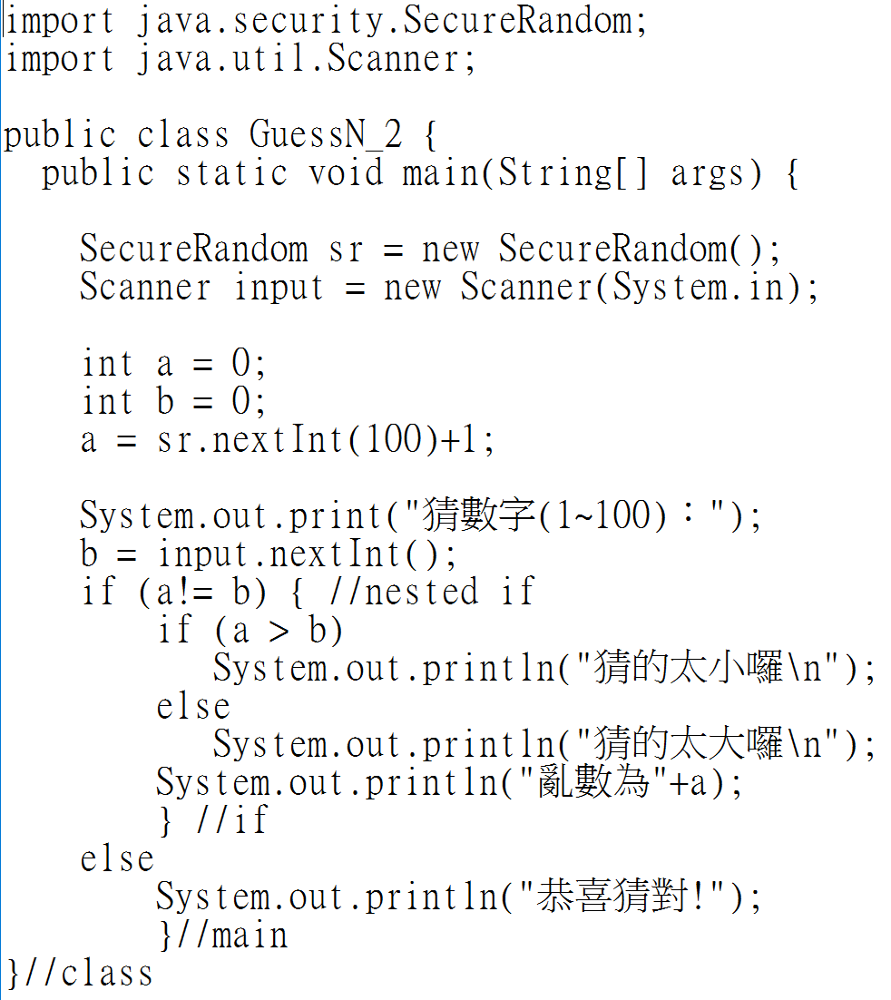 import java.security.SecureRandom;
import java.util.Scanner;

public class GuessN_2 {
  public static void main(String[] args) {

    SecureRandom sr = new SecureRandom();
    Scanner input = new Scanner(System.in);

    int a = 0;
    int b = 0;
    a = sr.nextInt(100)+1;

    System.out.print("猜數字(1~100)：");
    b = input.nextInt();
    if (a!= b) { //nested if
        if (a > b)
           System.out.println("猜的太小囉\n");
        else
           System.out.println("猜的太大囉\n");
        System.out.println("亂數為"+a);
        } //if
    else
        System.out.println("恭喜猜對!");
        }//main
}//class